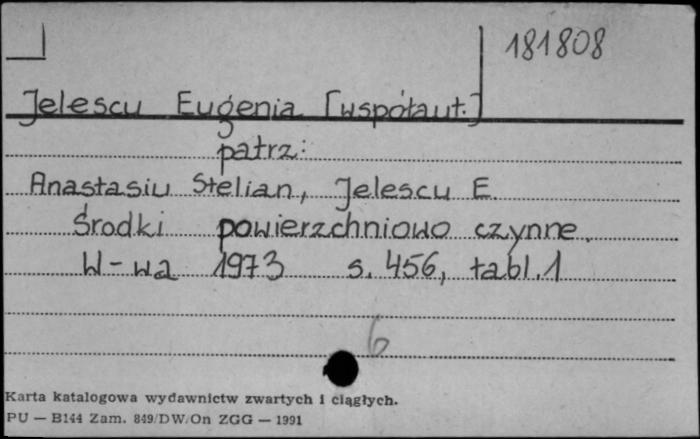 181808
Jelescu Eugenia [współaut.]
patrz:
Anastasiu Stelian, Jelescu E.
Środki powierzchniowo czynne.
W-wa 1973 s. 456, tabl. 1
6
Karta katalogowa wydawnictw zwartych i ciągłych.
PU — B144 Zam. 849/DW/On ZGG — 1991